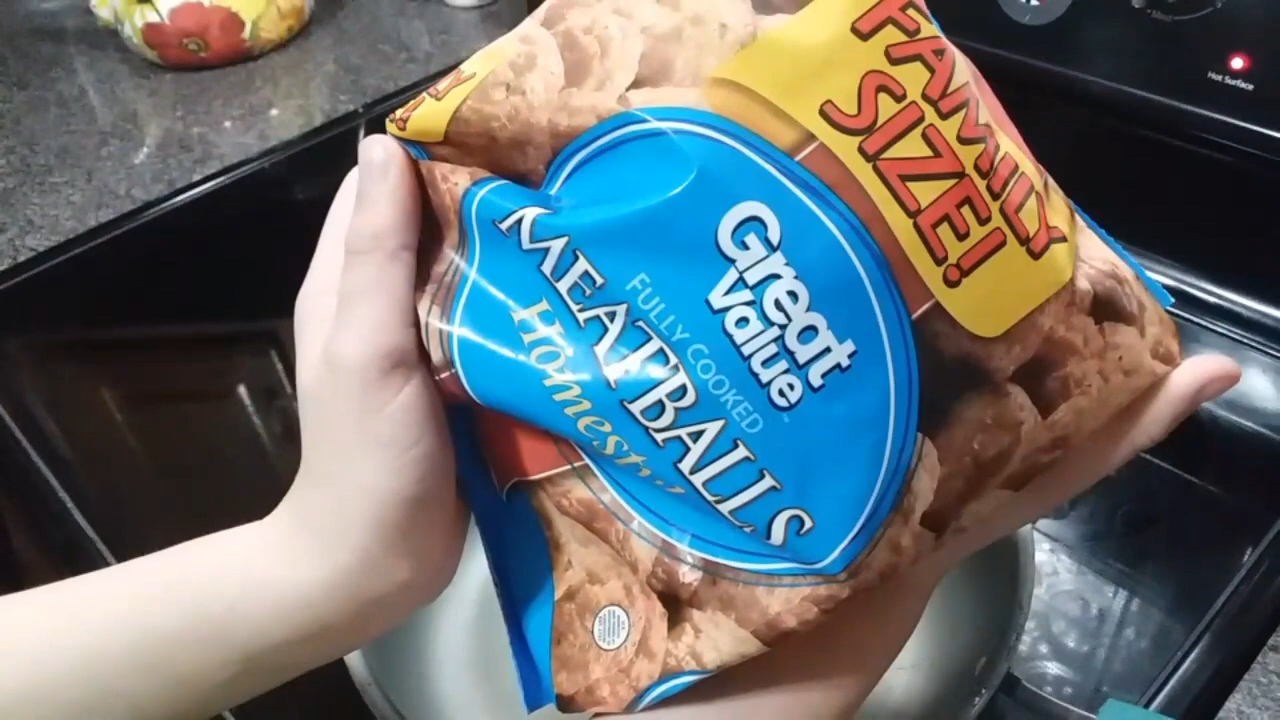 FAMILY
SIZE!
Great
Value
FULLY COOKED
MEATBALLS
Hot Surface